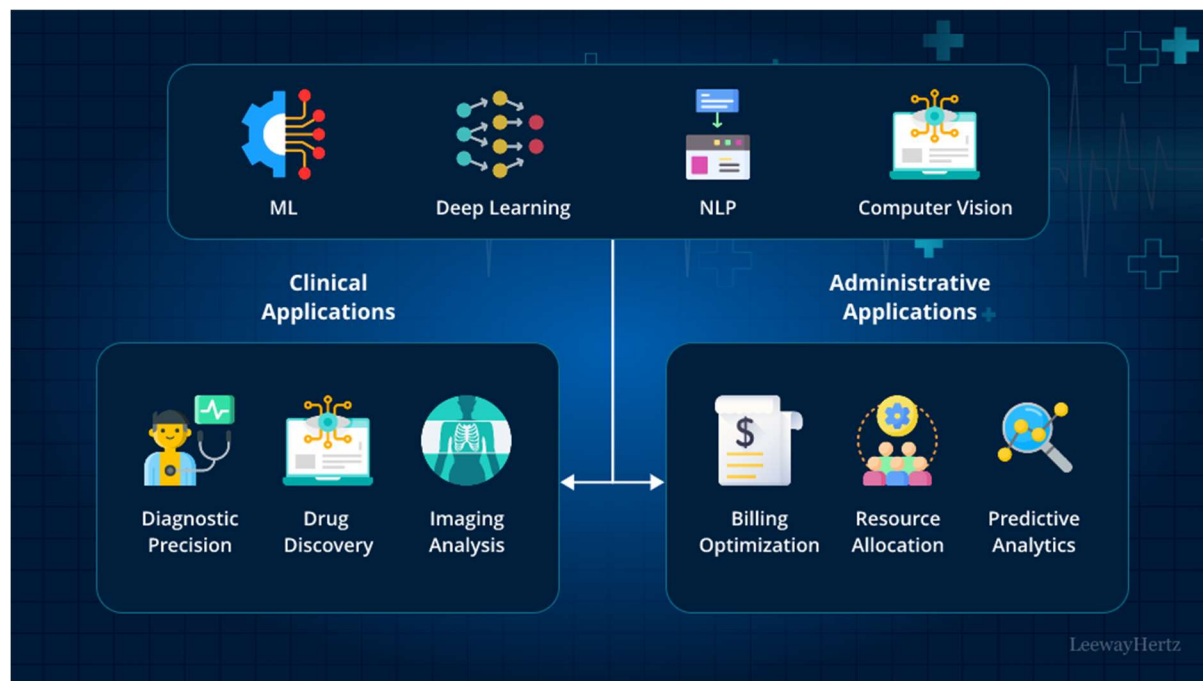 ML
Deep Learning
NLP
Computer Vision
Clinical
Applications
Administrative
Applications
Diagnostic
Precision
Drug
Discovery
Imaging
Analysis
$
Billing
Optimization
Resource
Allocation
Predictive
Analytics
LeewayHertz